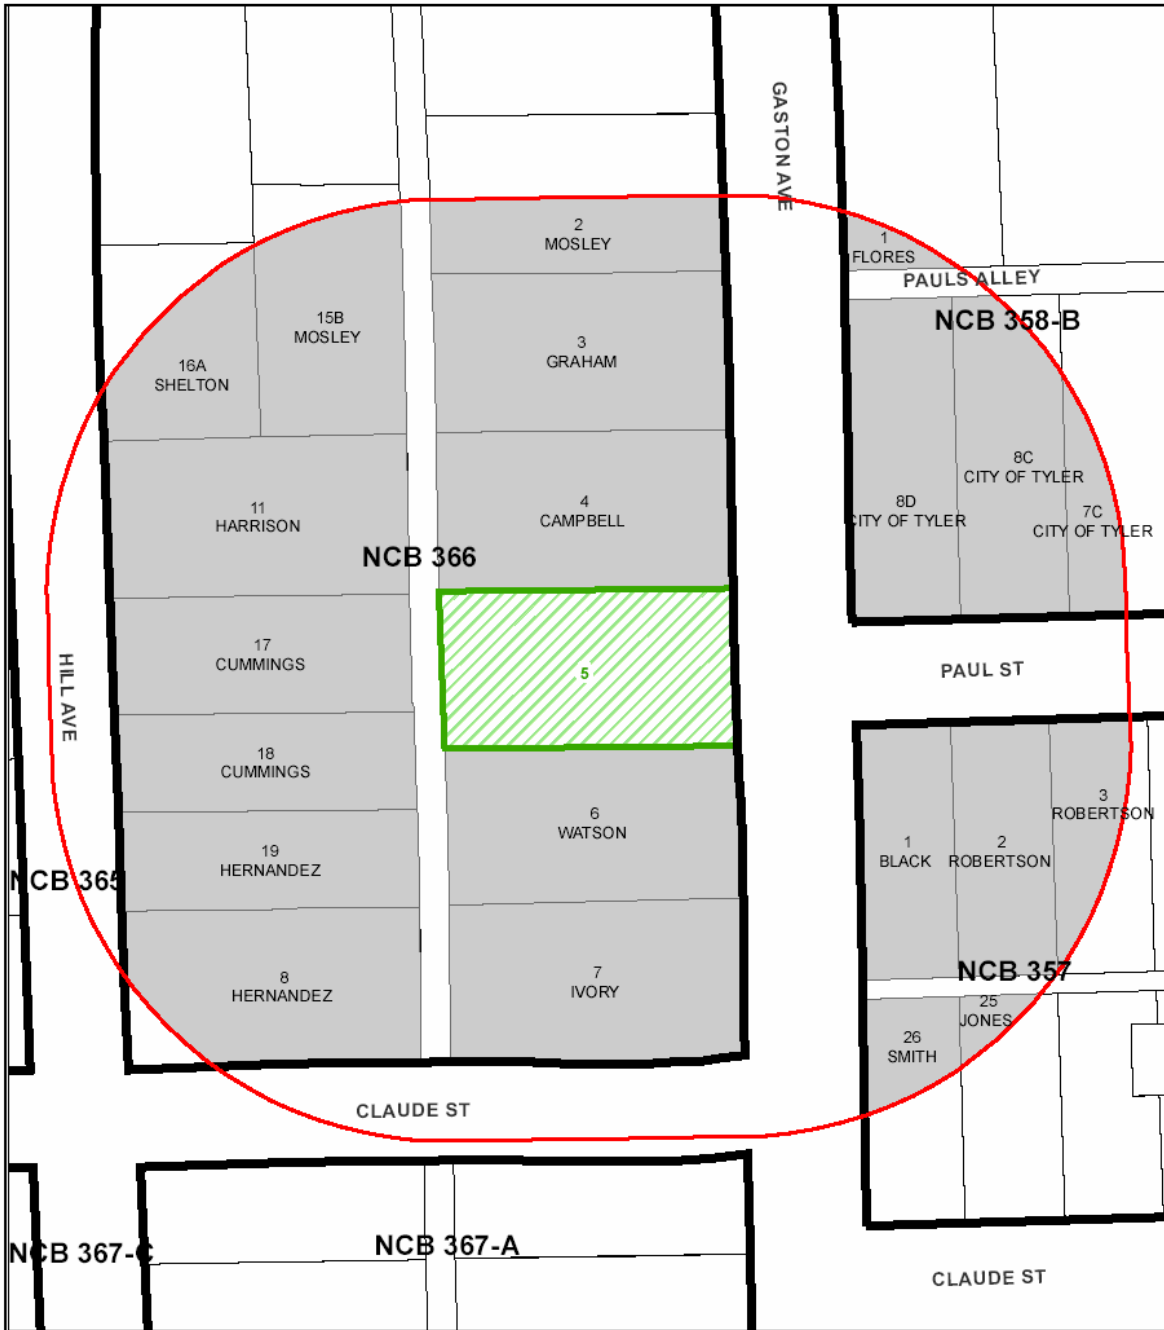 GASTON AVE
2
MOSLEY
1
FLORES
PAULS ALLEY
NCB 358-B
15B
MOSLEY
3
GRAHAM
16A
SHELTON
8C
CITY OF TYLER
8D
CITY OF TYLER
7C
CITY OF TYLER
11
HARRISON
4
CAMPBELL
NCB 366
17
CUMMINGS
HILL AVE
5
PAUL ST
18
CUMMINGS
6
WATSON
3
ROBERTSON
1
BLACK
2
ROBERTSON
19
HERNANDEZ
NCB 365
8
HERNANDEZ
7
IVORY
NCB 357
25
JONES
26
SMITH
CLAUDE ST
NCB 367-C
NCB 367-A
CLAUDE ST